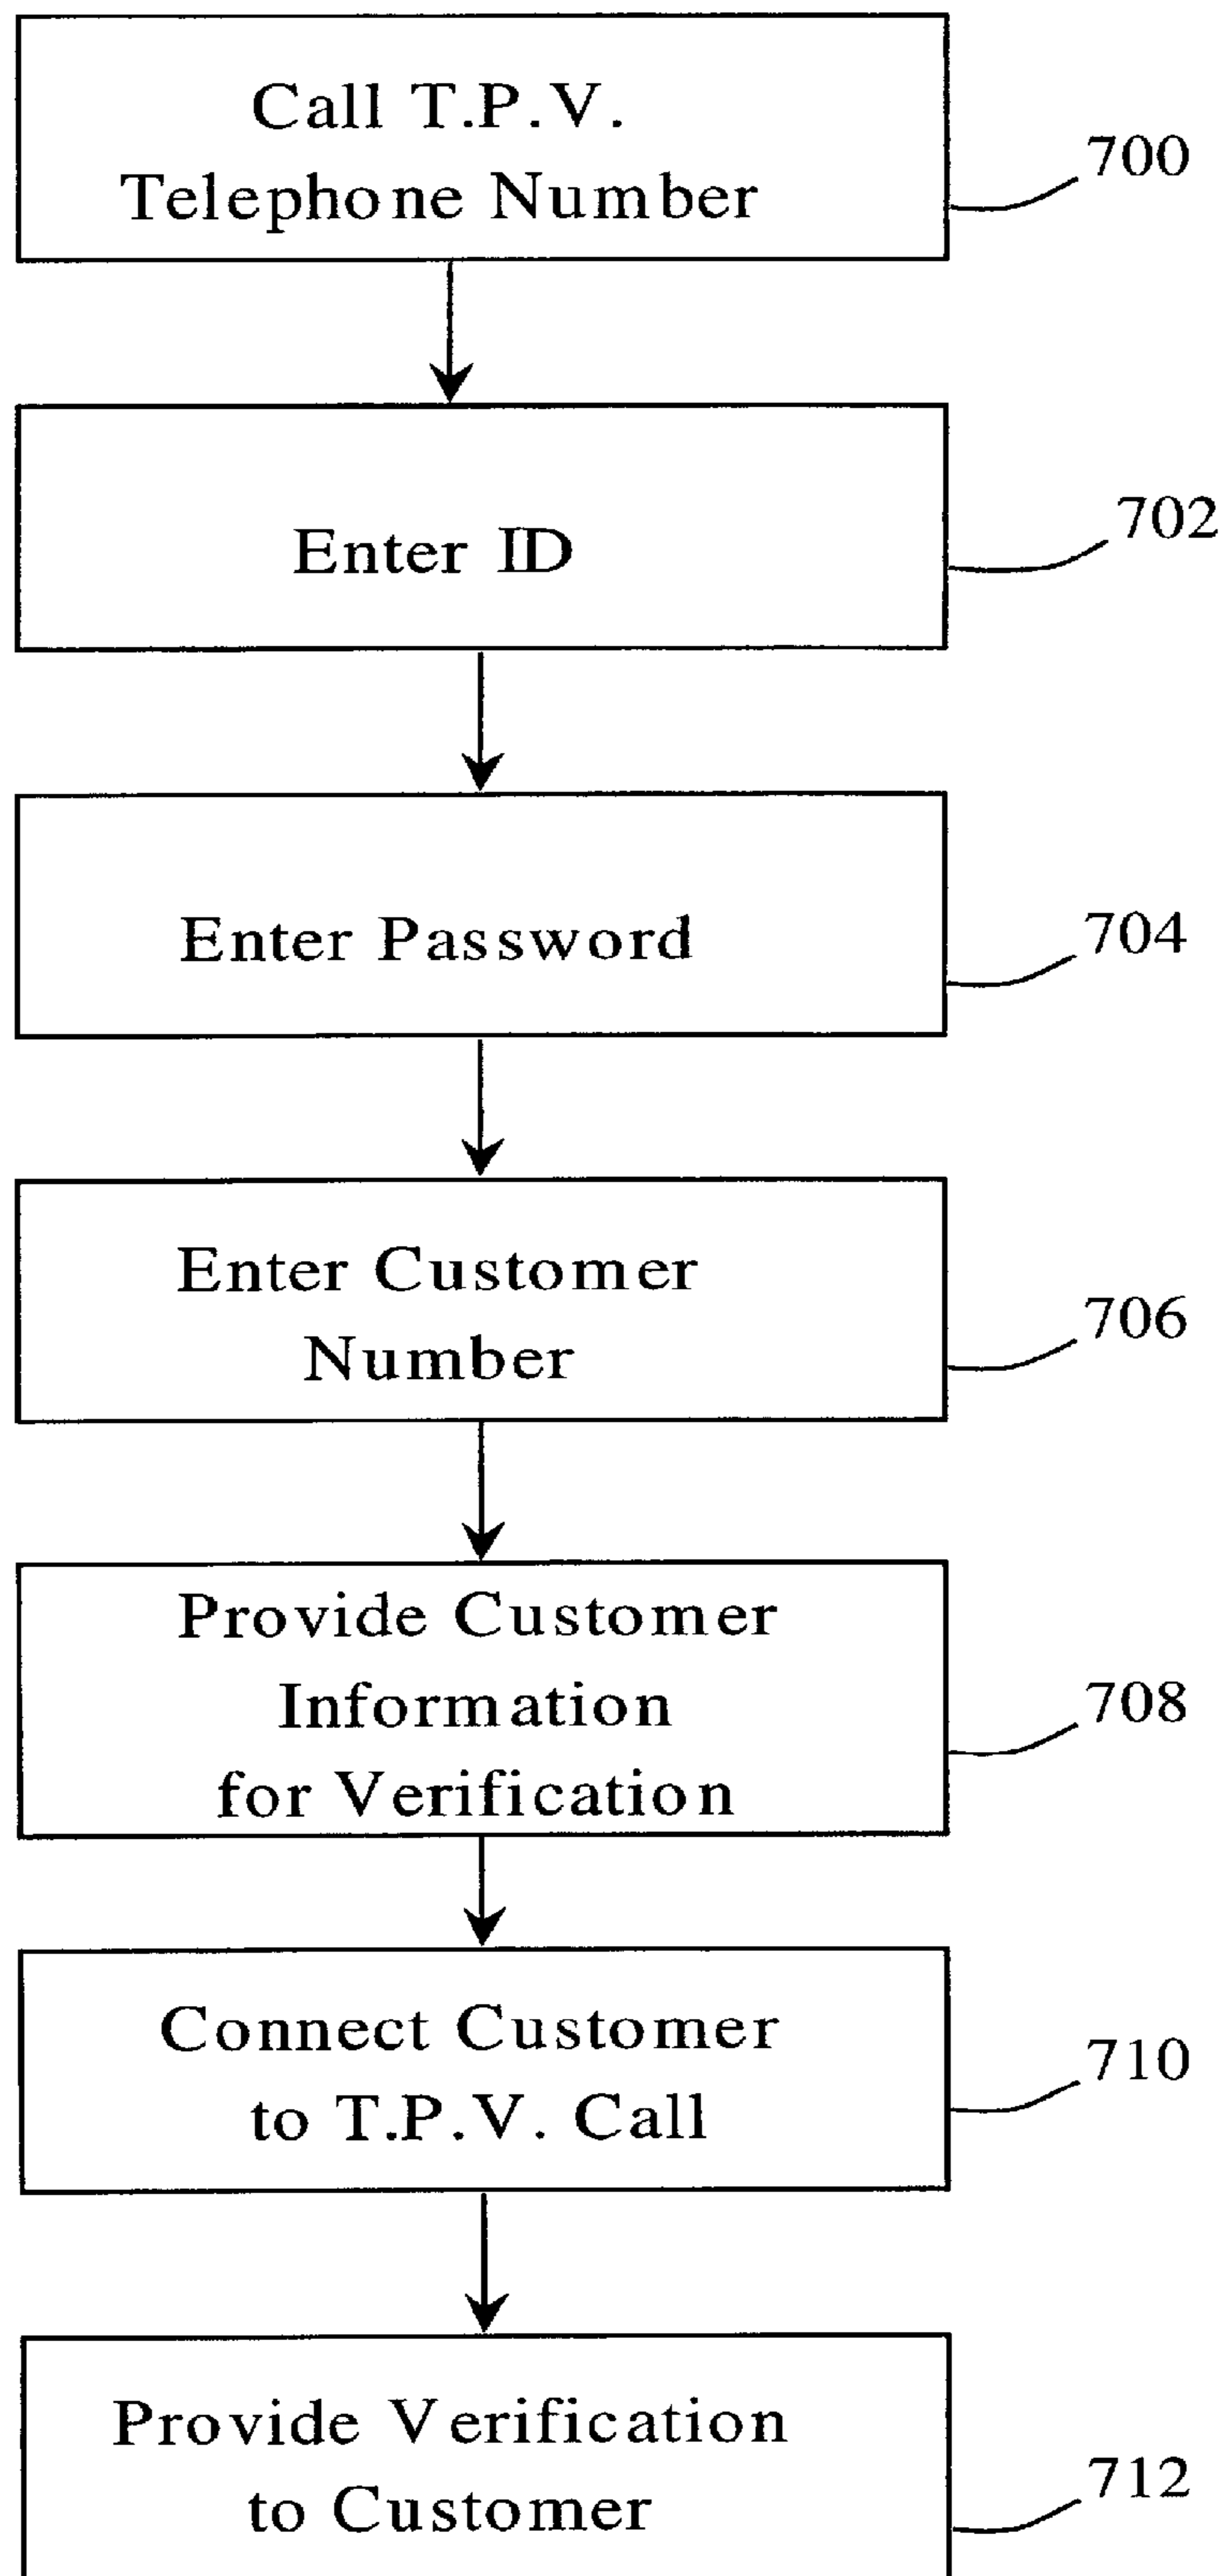 Call T.P.V.
Telephone Number
700
Enter ID
702
Enter Password
704
Enter Customer
Number
706
Provide Customer
Information
for Verification
708
Connect Customer
to T.P.V. Call
710
Provide Verification
to Customer
712